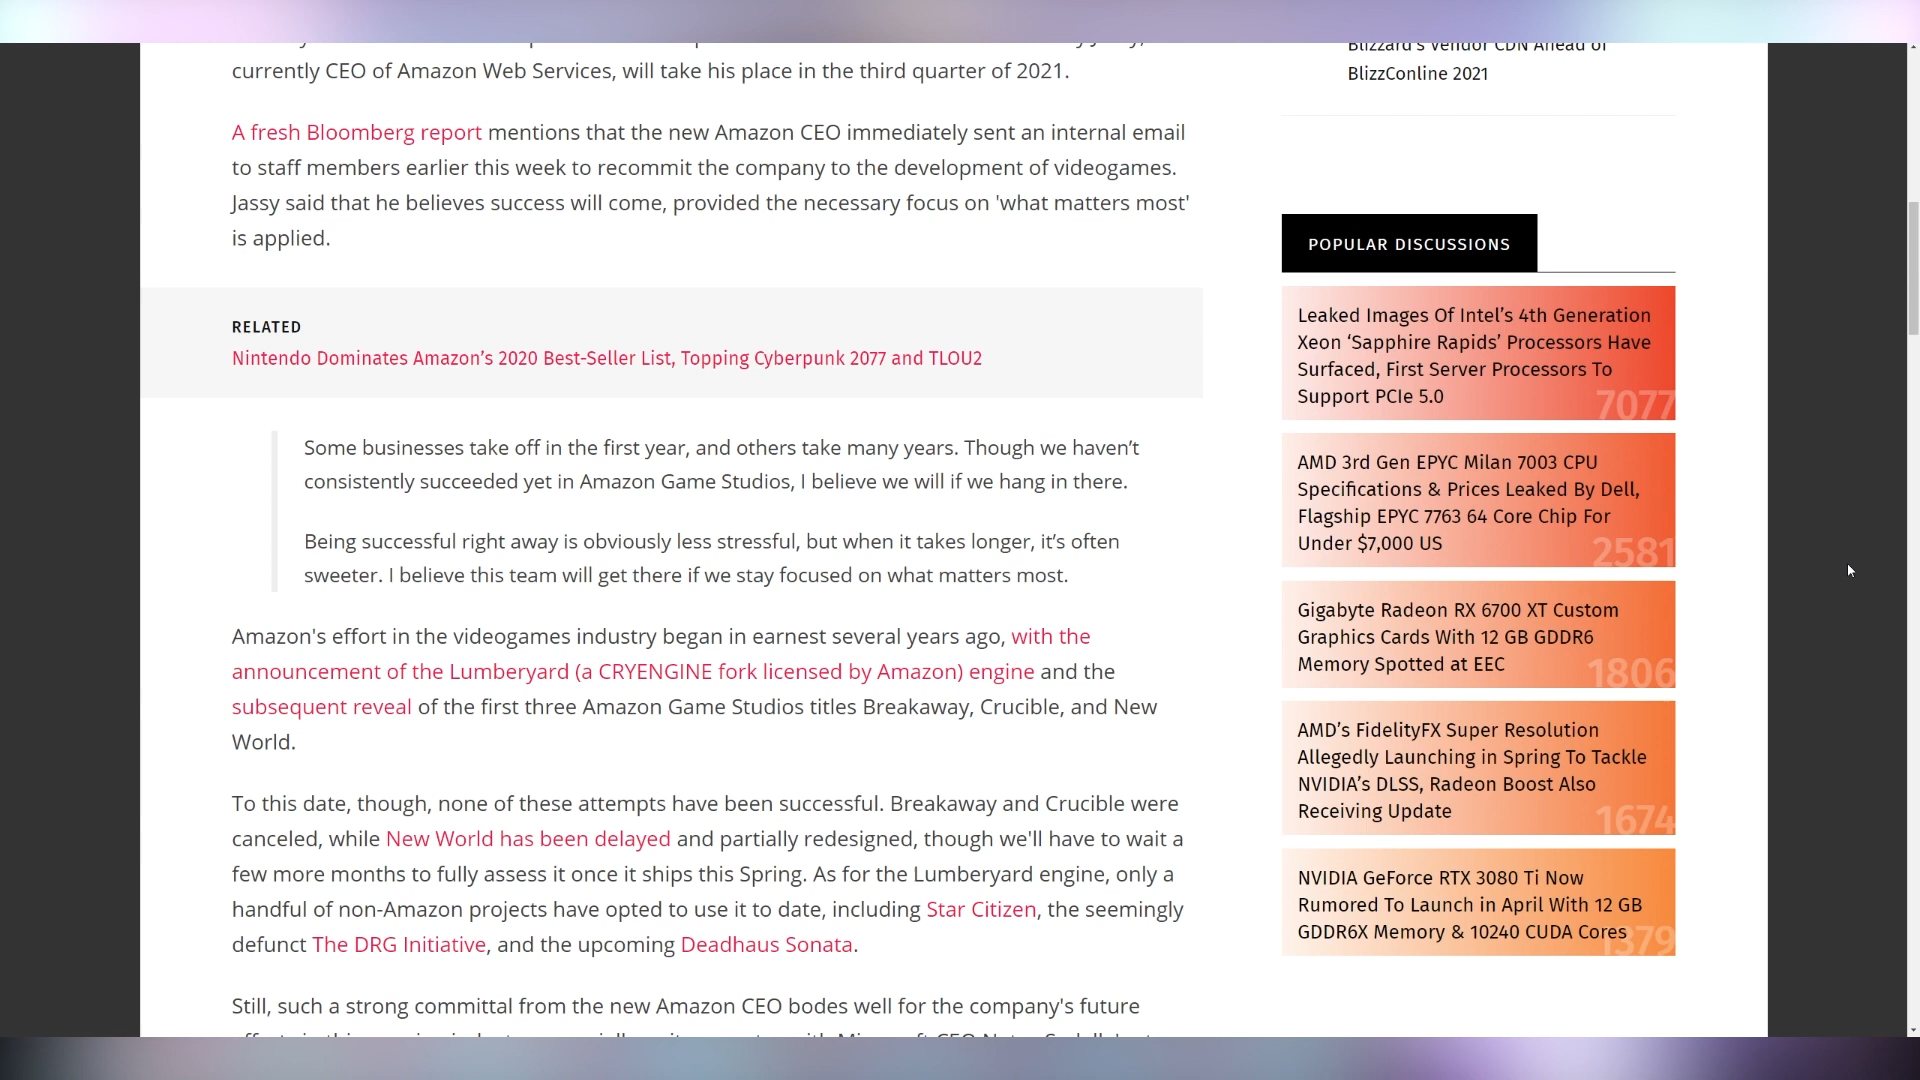 currently CEO of Amazon Web Services, will take his place in the third quarter of 2021.
A fresh Bloomberg report mentions that the new Amazon CEO immediately sent an internal email
to staff members earlier this week to recommit the company to the development of videogames.
Jassy said that he believes success will come, provided the necessary focus on 'what matters most'
is applied.
RELATED
Nintendo Dominates Amazon’s 2020 Best-Seller List, Topping Cyberpunk 2077 and TLOU2
Some businesses take off in the first year, and others take many years. Though we haven’t
consistently succeeded yet in Amazon Game Studios, I believe we will if we hang in there.
Being successful right away is obviously less stressful, but when it takes longer, it’s often
sweeter. I believe this team will get there if we stay focused on what matters most.
Amazon's effort in the videogames industry began in earnest several years ago, with the
announcement of the Lumberyard (a CRYENGINE fork licensed by Amazon) engine and the
subsequent reveal of the first three Amazon Game Studios titles Breakaway, Crucible, and New
World.
To this date, though, none of these attempts have been successful. Breakaway and Crucible were
canceled, while New World has been delayed and partially redesigned, though we'll have to wait a
few more months to fully assess it once it ships this Spring. As for the Lumberyard engine, only a
handful of non-Amazon projects have opted to use it to date, including Star Citizen, the seemingly
defunct The DRG Initiative, and the upcoming Deadhaus Sonata.
Still, such a strong committal from the new Amazon CEO bodes well for the company's future
Blizzard's Vendor CDN Ahead of
BlizzConline 2021
POPULAR DISCUSSIONS
Leaked Images Of Intel’s 4th Generation
Xeon ‘Sapphire Rapids’ Processors Have
Surfaced, First Server Processors To
Support PCIe 5.0
7077
AMD 3rd Gen EPYC Milan 7003 CPU
Specifications & Prices Leaked By Dell,
Flagship EPYC 7763 64 Core Chip For
Under $7,000 US
2581
Gigabyte Radeon RX 6700 XT Custom
Graphics Cards With 12 GB GDDR6
Memory Spotted at EEC
1806
AMD’s FidelityFX Super Resolution
Allegedly Launching in Spring To Tackle
NVIDIA’s DLSS, Radeon Boost Also
Receiving Update
1674
NVIDIA GeForce RTX 3080 Ti Now
Rumored To Launch in April With 12 GB
GDDR6X Memory & 10240 CUDA Cores
1379